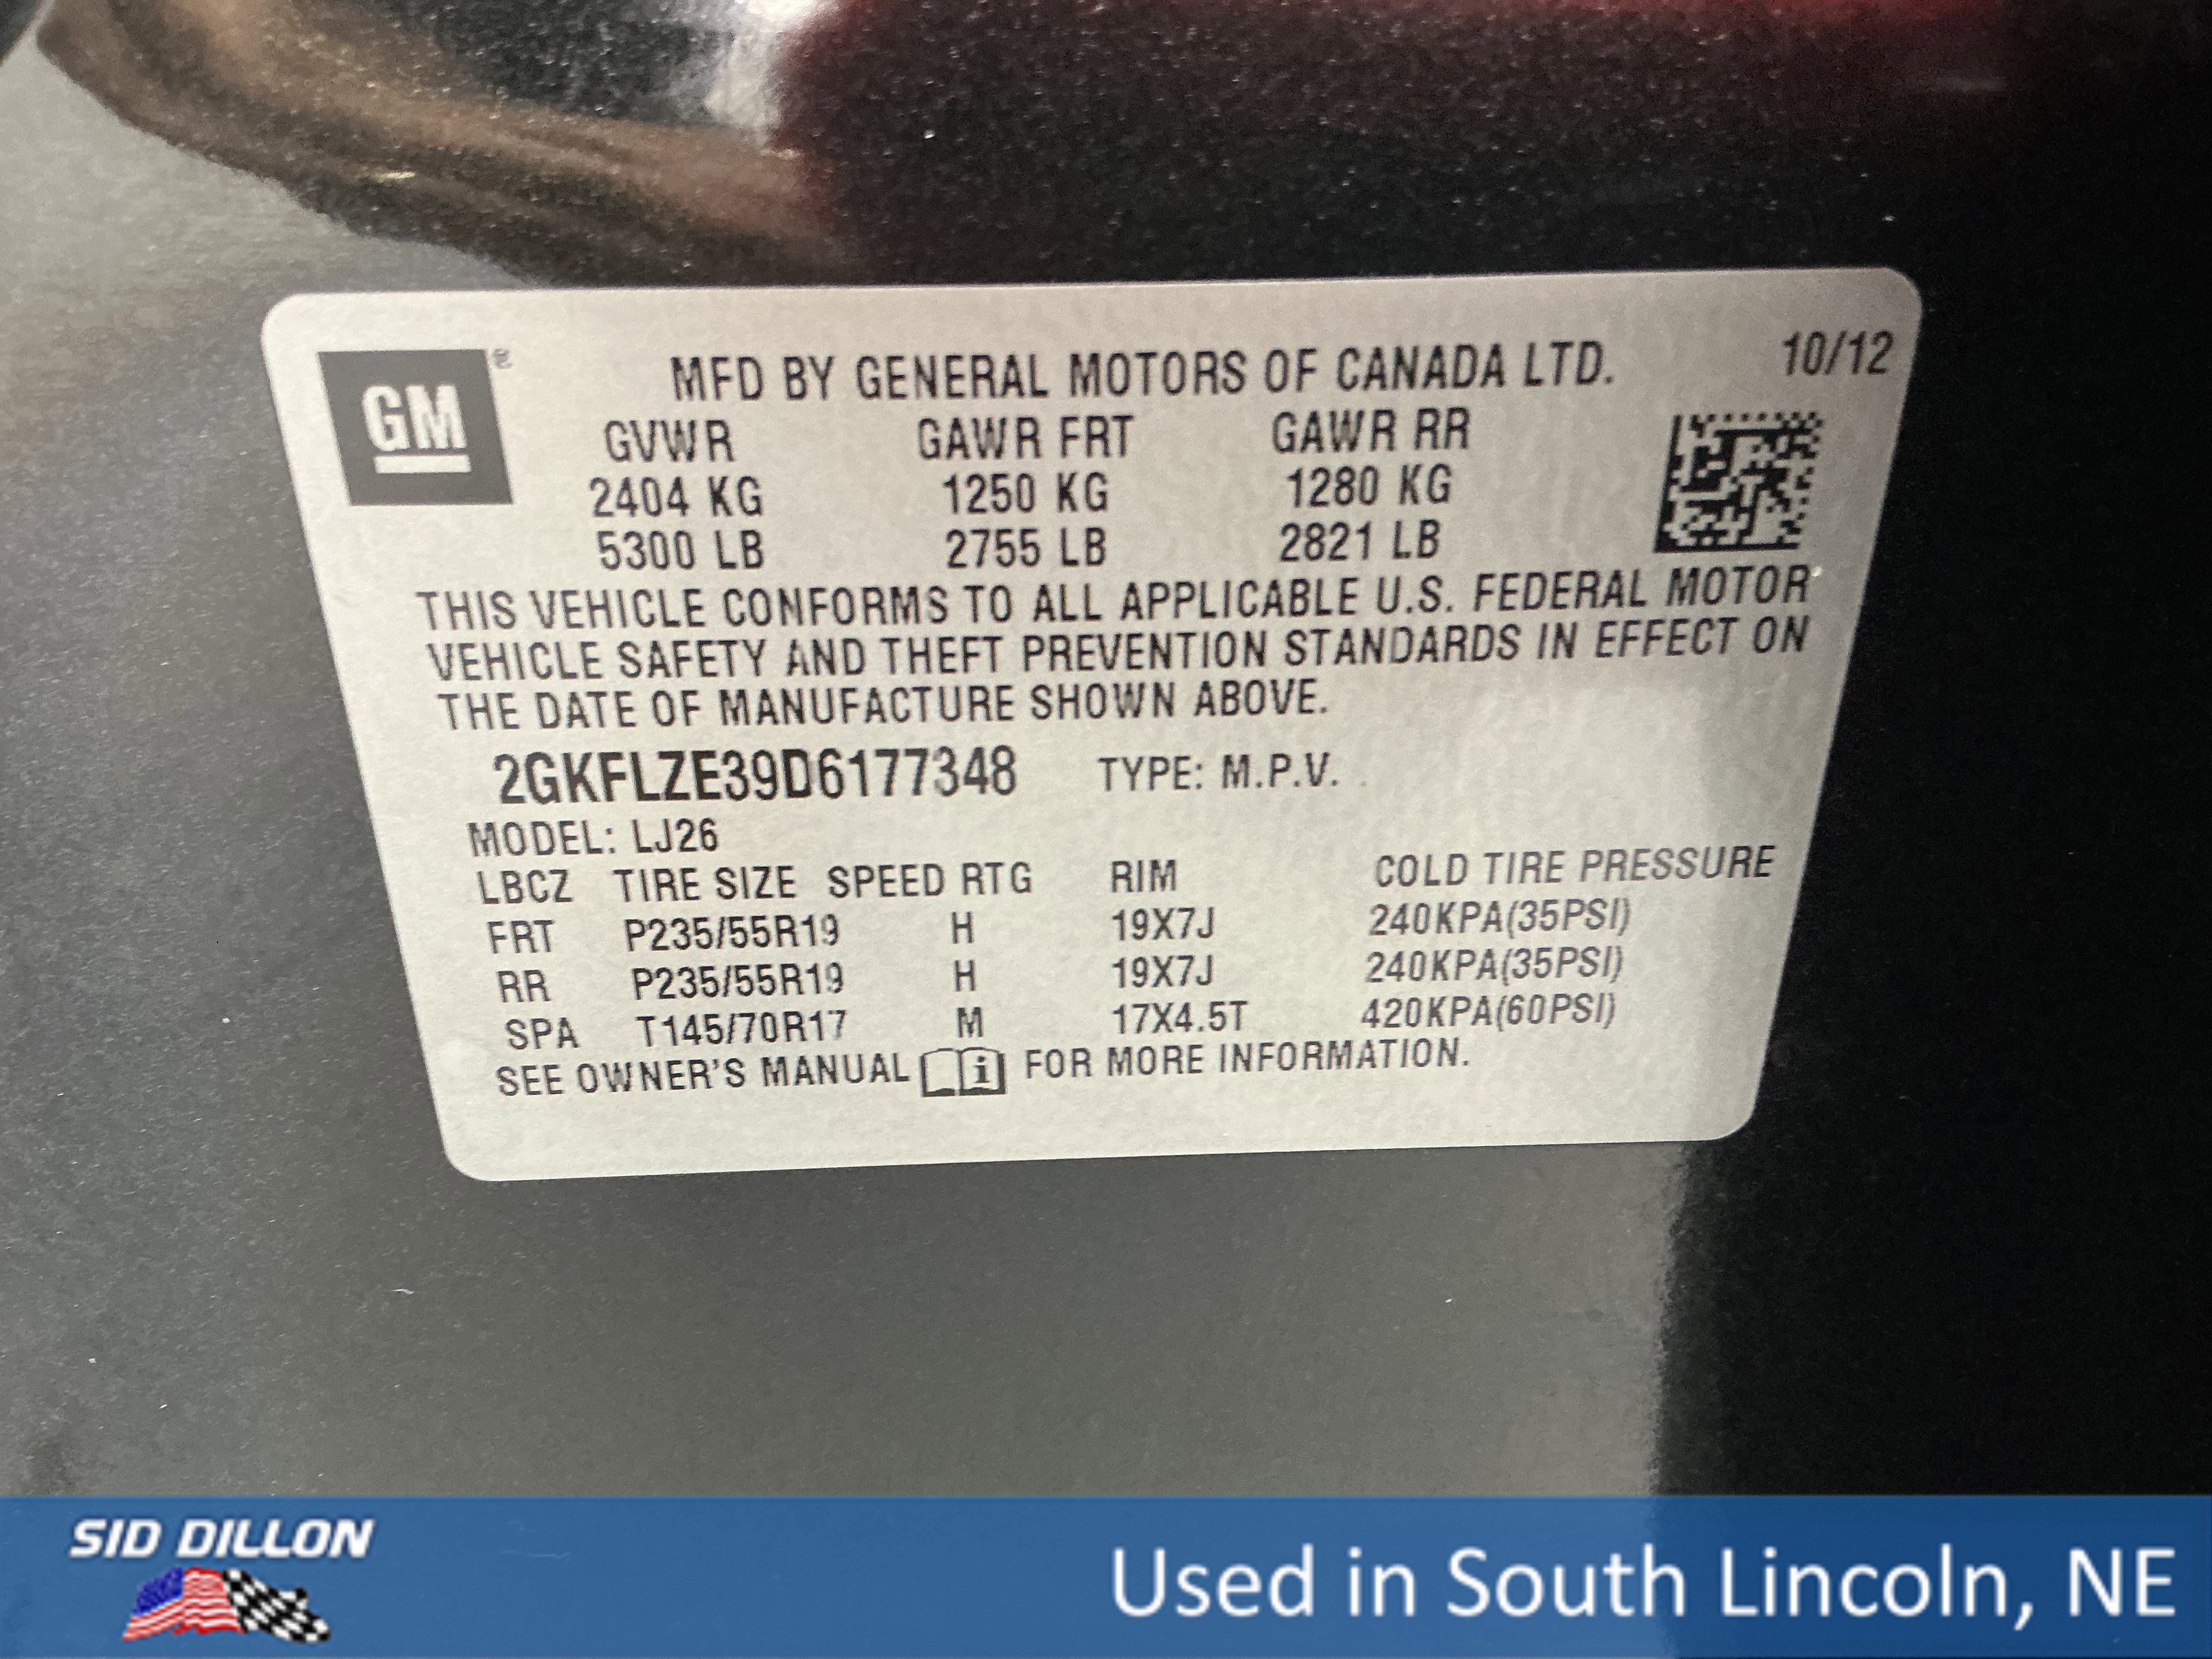 GM®
MFD BY GENERAL MOTORS OF CANADA LTD. 10/12
GVWR GAWR FRT GAWR RR
2404 KG 1250 KG 1280 KG
5300 LB 2755 LB 2821 LB
THIS VEHICLE CONFORMS TO ALL APPLICABLE U.S. FEDERAL MOTOR
VEHICLE SAFETY AND THEFT PREVENTION STANDARDS IN EFFECT ON
THE DATE OF MANUFACTURE SHOWN ABOVE.
2GKFLZE39D6177348 TYPE: M.P.V.
MODEL: LJ26
LBCZ TIRE SIZE SPEED RTG RIM COLD TIRE PRESSURE
FRT P235/55R19 H 19X7J 240KPA(35PSI)
RR P235/55R19 H 19X7J 240KPA(35PSI)
SPA T145/70R17 M 17X4.5T 420KPA(60PSI)
SEE OWNER'S MANUAL i FOR MORE INFORMATION.
SID DILLON
Used in South Lincoln, NE